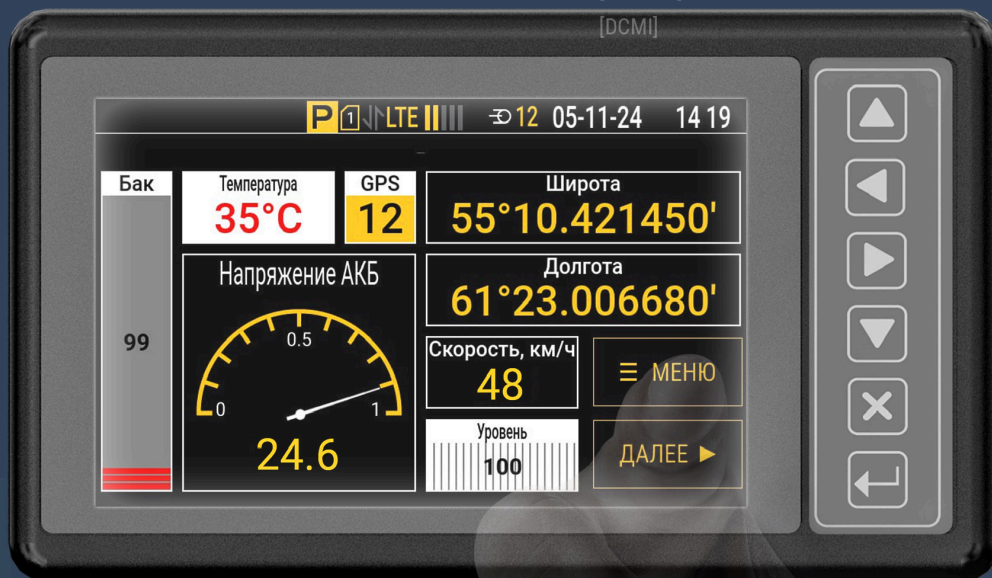 [DCMI]
P 1 LTE 12 05-11-24 14 19
Бак
Температура
35°C
GPS
12
Широта
55°10.421450'
Долгота
61°23.006680'
99
Напряжение АКБ
0.5
0
1
24.6
Скорость, км/ч
48
МЕНЮ
Уровень
100
ДАЛЕЕ